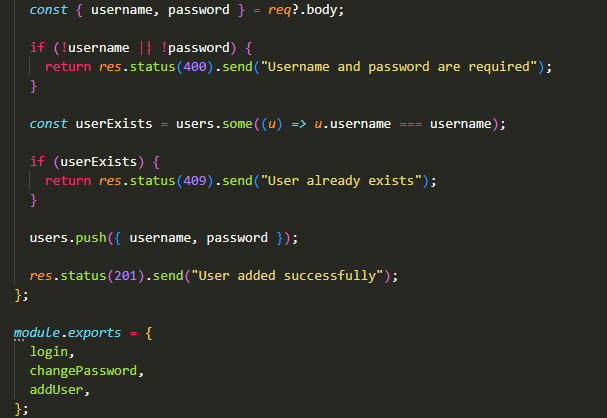 const { username, password } = req?.body;
if (!username || !password) {
return res.status(400).send("Username and password are required");
}
const userExists = users.some((u) => u.username === username);
if (userExists) {
return res.status(409).send("User already exists");
}
users.push({ username, password });
res.status(201).send("User added successfully");
};
module.exports = {
login,
changePassword,
addUser,
};